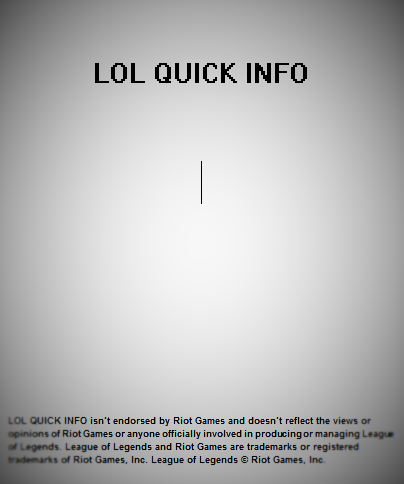 LOL QUICK INFO
LOL QUICK INFO isn't endorsed by Riot Games and doesn't reflect the views or
opinions of Riot Games or anyone officially involved in producing or managing League
of Legends. League of Legends and Riot Games are trademarks or registered
trademarks of Riot Games, Inc. League of Legends © Riot Games, Inc.